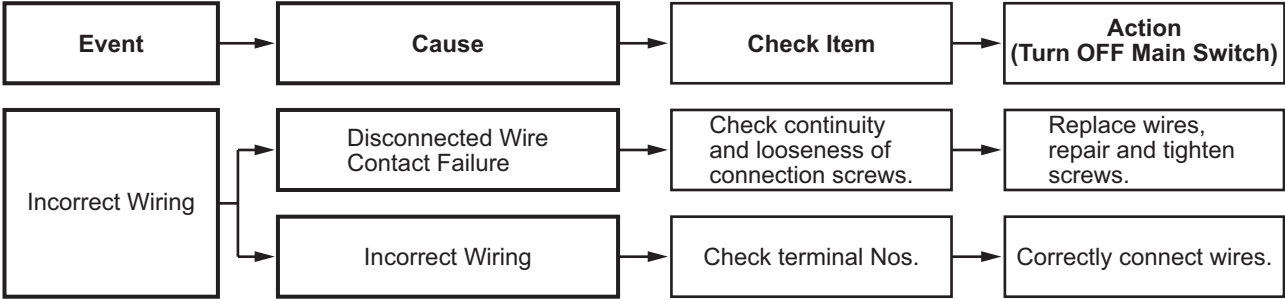 Event
Cause
Check Item
Action
(Turn OFF Main Switch)
Incorrect Wiring
Disconnected Wire
Contact Failure
Check continuity
and looseness of
connection screws.
Replace wires,
repair and tighten
screws.
Incorrect Wiring
Check terminal Nos.
Correctly connect wires.